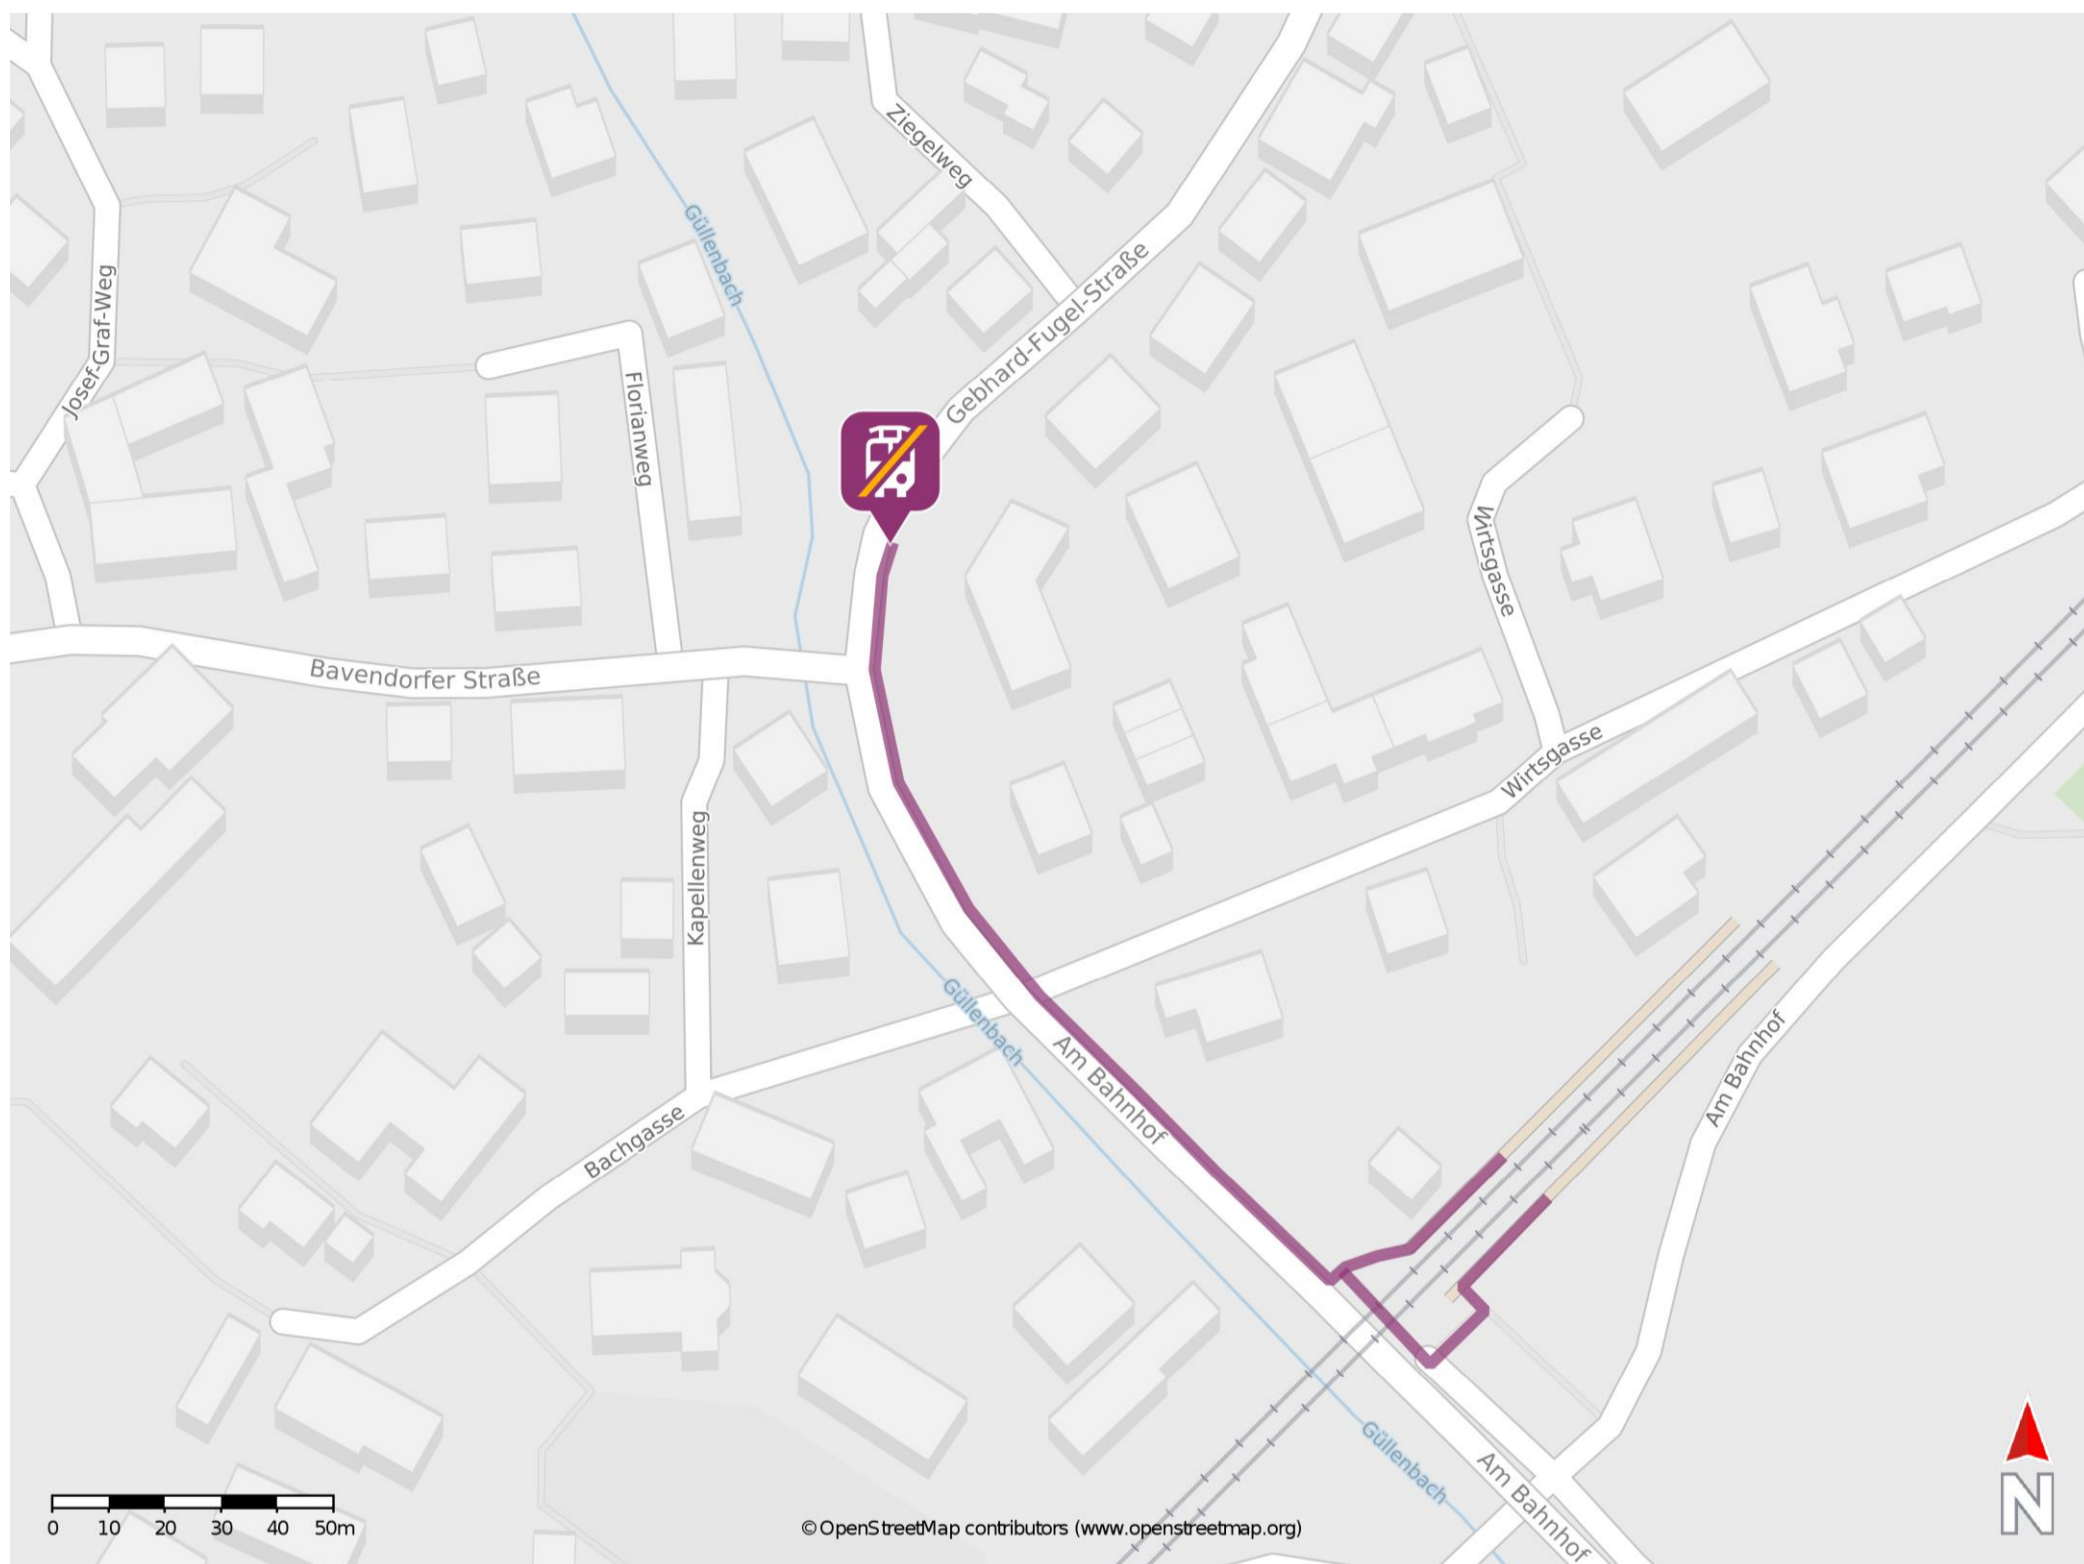 Ziegelweg
Güllenbach
Gebhard-Fugel-Straße
Josef-Graf-Weg
Florianweg
Wirtsgasse
Bavendorfer Straße
Wirtsgasse
Kapellenweg
Güllenbach
Am Bahnhof
Am Bahnhof
Bachgasse
Güllenbach
Am Bahnhof
N
0 10 20 30 40 50m
© OpenStreetMap contributors (www.openstreetmap.org)